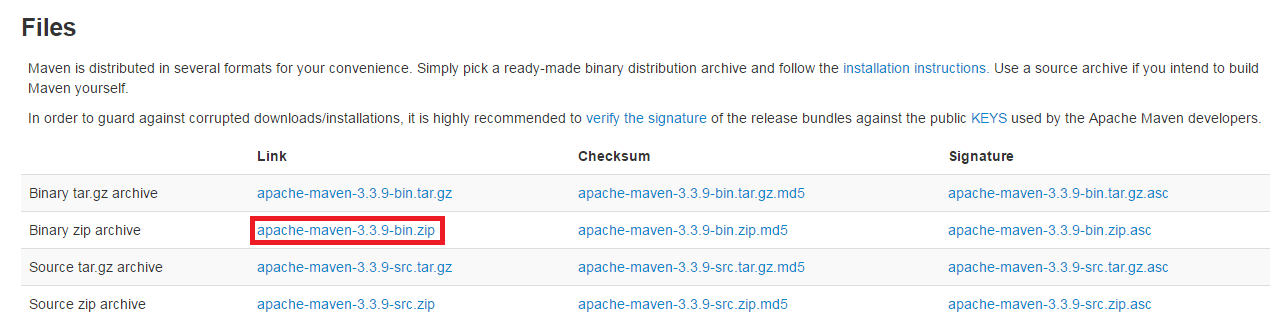 Files
Maven is distributed in several formats for your convenience. Simply pick a ready-made binary distribution archive and follow the installation instructions. Use a source archive if you intend to build
Maven yourself.
In order to guard against corrupted downloads/installations, it is highly recommended to verify the signature of the release bundles against the public KEYS used by the Apache Maven developers.
Link Checksum Signature
Binary tar.gz archive apache-maven-3.3.9-bin.tar.gz apache-maven-3.3.9-bin.tar.gz.md5 apache-maven-3.3.9-bin.tar.gz.asc
Binary zip archive apache-maven-3.3.9-bin.zip apache-maven-3.3.9-bin.zip.md5 apache-maven-3.3.9-bin.zip.asc
Source tar.gz archive apache-maven-3.3.9-src.tar.gz apache-maven-3.3.9-src.tar.gz.md5 apache-maven-3.3.9-src.tar.gz.asc
Source zip archive apache-maven-3.3.9-src.zip apache-maven-3.3.9-src.zip.md5 apache-maven-3.3.9-src.zip.asc